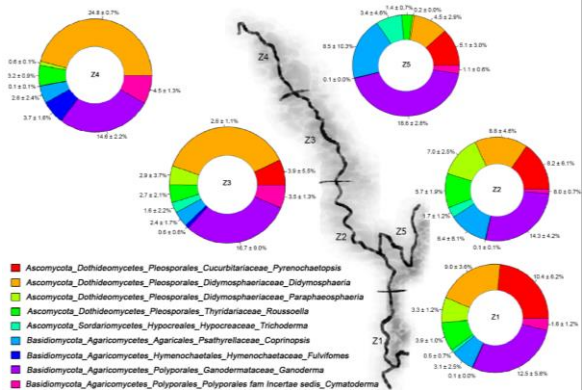 24.8 ± 0.7%
0.6 ± 0.1%
3.2 ± 0.9%
0.1 ± 0.1%
2.6 ± 2.4%
3.7 ± 1.8%
14.6 ± 2.2%
4.5 ± 1.3%
Z4
1.4 ± 0.7%
0.2 ± 0.0%
3.4 ± 4.6%
4.5 ± 2.9%
5.1 ± 3.0%
1.1 ± 0.6%
9.5 ± 10.3%
0.1 ± 0.0%
18.6 ± 2.8%
Z5
Z4
Z3
Z2
Z5
Z1
2.6 ± 1.1%
2.9 ± 3.7%
2.7 ± 2.1%
1.6 ± 2.2%
2.4 ± 1.7%
0.6 ± 0.6%
3.9 ± 5.5%
3.5 ± 1.3%
16.7 ± 9.0%
Z3
8.8 ± 4.8%
7.0 ± 2.5%
8.2 ± 6.1%
5.7 ± 1.9%
1.7 ± 1.2%
8.4 ± 6.1%
0.1 ± 0.1%
6.0 ± 0.7%
14.3 ± 4.2%
Z2
9.0 ± 3.6%
10.4 ± 6.2%
3.3 ± 1.2%
3.9 ± 1.0%
0.5 ± 0.7%
3.1 ± 2.5%
0.1 ± 0.0%
1.8 ± 1.2%
12.5 ± 5.6%
Z1
Ascomycota_Dothideomycetes_Pleosporales_Cucurbitariaceae_Pyrenochaetopsis
Ascomycota_Dothideomycetes_Pleosporales_Didymosphaeriaceae_Didymosphaeria
Ascomycota_Dothideomycetes_Pleosporales_Didymosphaeriaceae_Paraphaeosphaeria
Ascomycota_Dothideomycetes_Pleosporales_Thyridariaceae_Roussoella
Ascomycota_Sordariomycetes_Hypocreales_Hypocreaceae_Trichoderma
Basidiomycota_Agaricomycetes_Agaricales_Psathyrellaceae_Coprinopsis
Basidiomycota_Agaricomycetes_Hymenochaetales_Hymenochaetaceae_Fulvifomes
Basidiomycota_Agaricomycetes_Polyporales_Ganodermataceae_Ganoderma
Basidiomycota_Agaricomycetes_Polyporales_Polyporales fam Incertae sedis_Cymatoderma